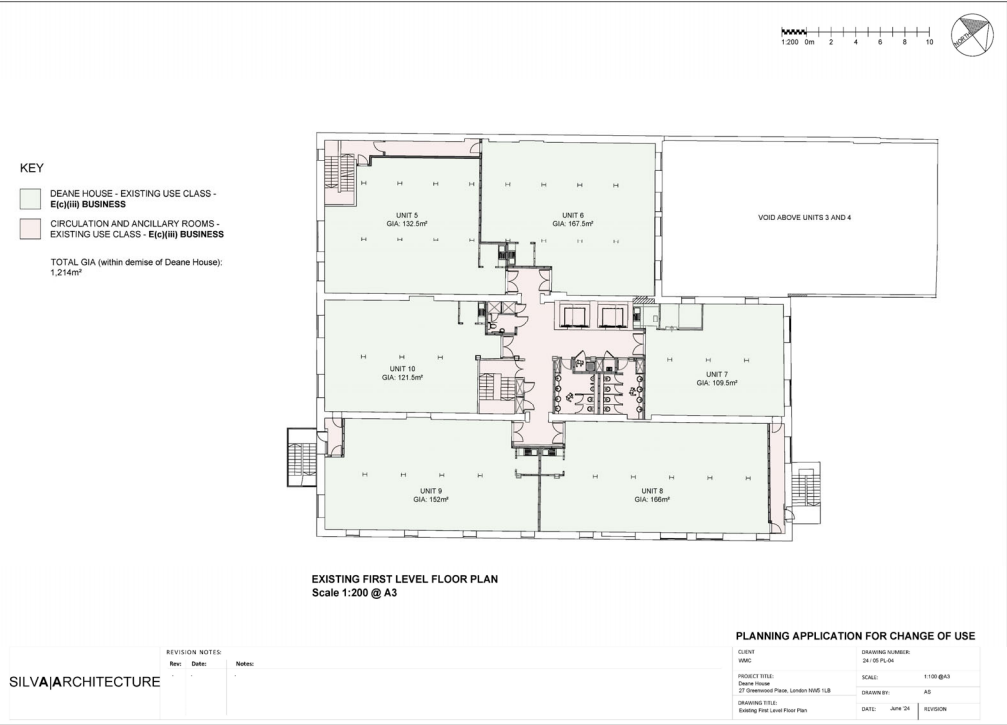 1:200 0m 2 4 6 8 10
NORTH
KEY
DEANE HOUSE - EXISTING USE CLASS -
E(c)(iii) BUSINESS
CIRCULATION AND ANCILLARY ROOMS -
EXISTING USE CLASS - E(c)(iii) BUSINESS
TOTAL GIA (within demise of Deane House):
1,214m²
UNIT 5
GIA: 132.5m²
UNIT 6
GIA: 167.5m²
VOID ABOVE UNITS 3 AND 4
UNIT 10
GIA: 121.5m²
UNIT 7
GIA: 109.5m²
UNIT 9
GIA: 152m²
UNIT 8
GIA: 166m²
EXISTING FIRST LEVEL FLOOR PLAN
Scale 1:200 @ A3
PLANNING APPLICATION FOR CHANGE OF USE
SILVA|ARCHITECTURE
REVISION NOTES:
Rev: Date: Notes:
CLIENT
WMC
DRAWING NUMBER:
24 / 05 PL-04
PROJECT TITLE:
Deane House
27 Greenwood Place, London NW5 1LB
SCALE: 1:100 @A3
DRAWN BY: AS
DRAWING TITLE:
Existing First Level Floor Plan
DATE: June '24 REVISION